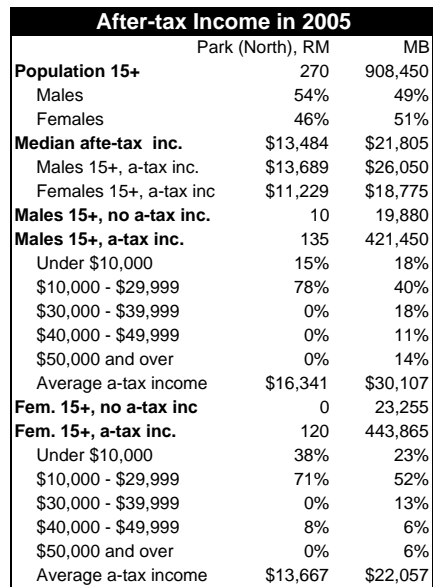 After-tax Income in 2005
Park (North), RM MB
Population 15+ 270 908,450
Males 54% 49%
Females 46% 51%
Median afte-tax inc. $13,484 $21,805
Males 15+, a-tax inc. $13,689 $26,050
Females 15+, a-tax inc $11,229 $18,775
Males 15+, no a-tax inc. 10 19,880
Males 15+, a-tax inc. 135 421,450
Under $10,000 15% 18%
$10,000 - $29,999 78% 40%
$30,000 - $39,999 0% 18%
$40,000 - $49,999 0% 11%
$50,000 and over 0% 14%
Average a-tax income $16,341 $30,107
Fem. 15+, no a-tax inc 0 23,255
Fem. 15+, a-tax inc. 120 443,865
Under $10,000 38% 23%
$10,000 - $29,999 71% 52%
$30,000 - $39,999 0% 13%
$40,000 - $49,999 8% 6%
$50,000 and over 0% 6%
Average a-tax income $13,667 $22,057